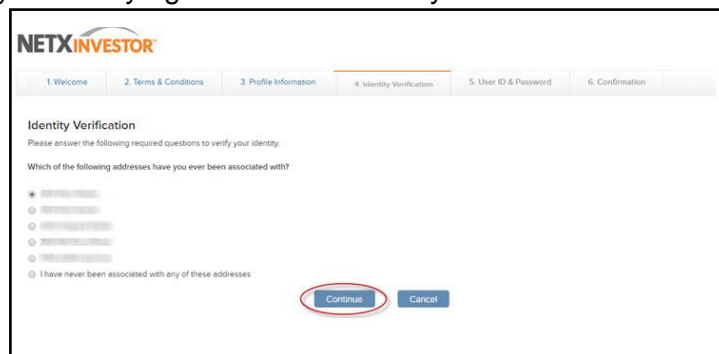 NETXINVESTOR
1. Welcome 2. Terms & Conditions 3. Profile Information 4. Identity Verification 5. User ID & Password 6. Confirmation
Identity Verification
Please answer the following required questions to verify your identity.
Which of the following addresses have you ever been associated with?
I have never been associated with any of these addresses
Continue Cancel